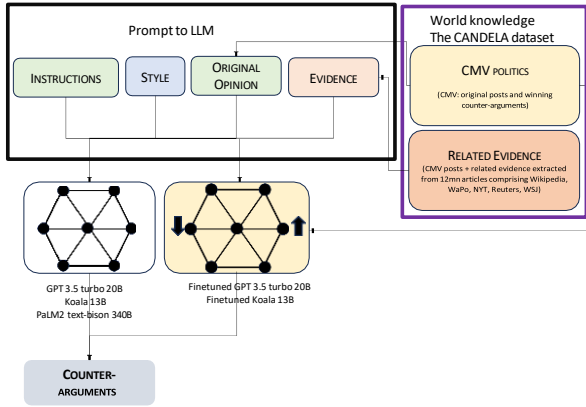 Prompt to LLM
INSTRUCTIONS
STYLE
ORIGINAL
OPINION
EVIDENCE
World knowledge
The CANDELA dataset
CMV POLITICS
(CMV: original posts and winning
counter-arguments)
RELATED EVIDENCE
(CMV posts + related evidence extracted
from 12mn articles comprising Wikipedia,
WaPo, NYT, Reuters, WSJ)
GPT 3.5 turbo 20B
Koala 13B
PaLM2 text-bison 340B
Finetuned GPT 3.5 turbo 20B
Finetuned Koala 13B
COUNTER-
ARGUMENTS